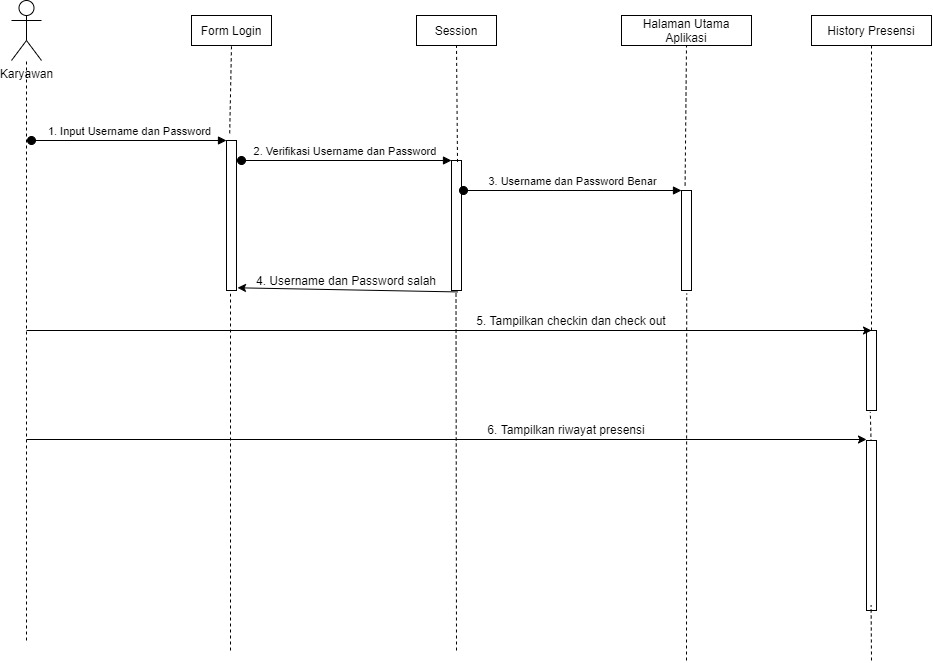 Karyawan
Form Login
Session
Halaman Utama
Aplikasi
History Presensi
1. Input Username dan Password
2. Verifikasi Username dan Password
3. Username dan Password Benar
4. Username dan Password salah
5. Tampilkan checkin dan check out
6. Tampilkan riwayat presensi